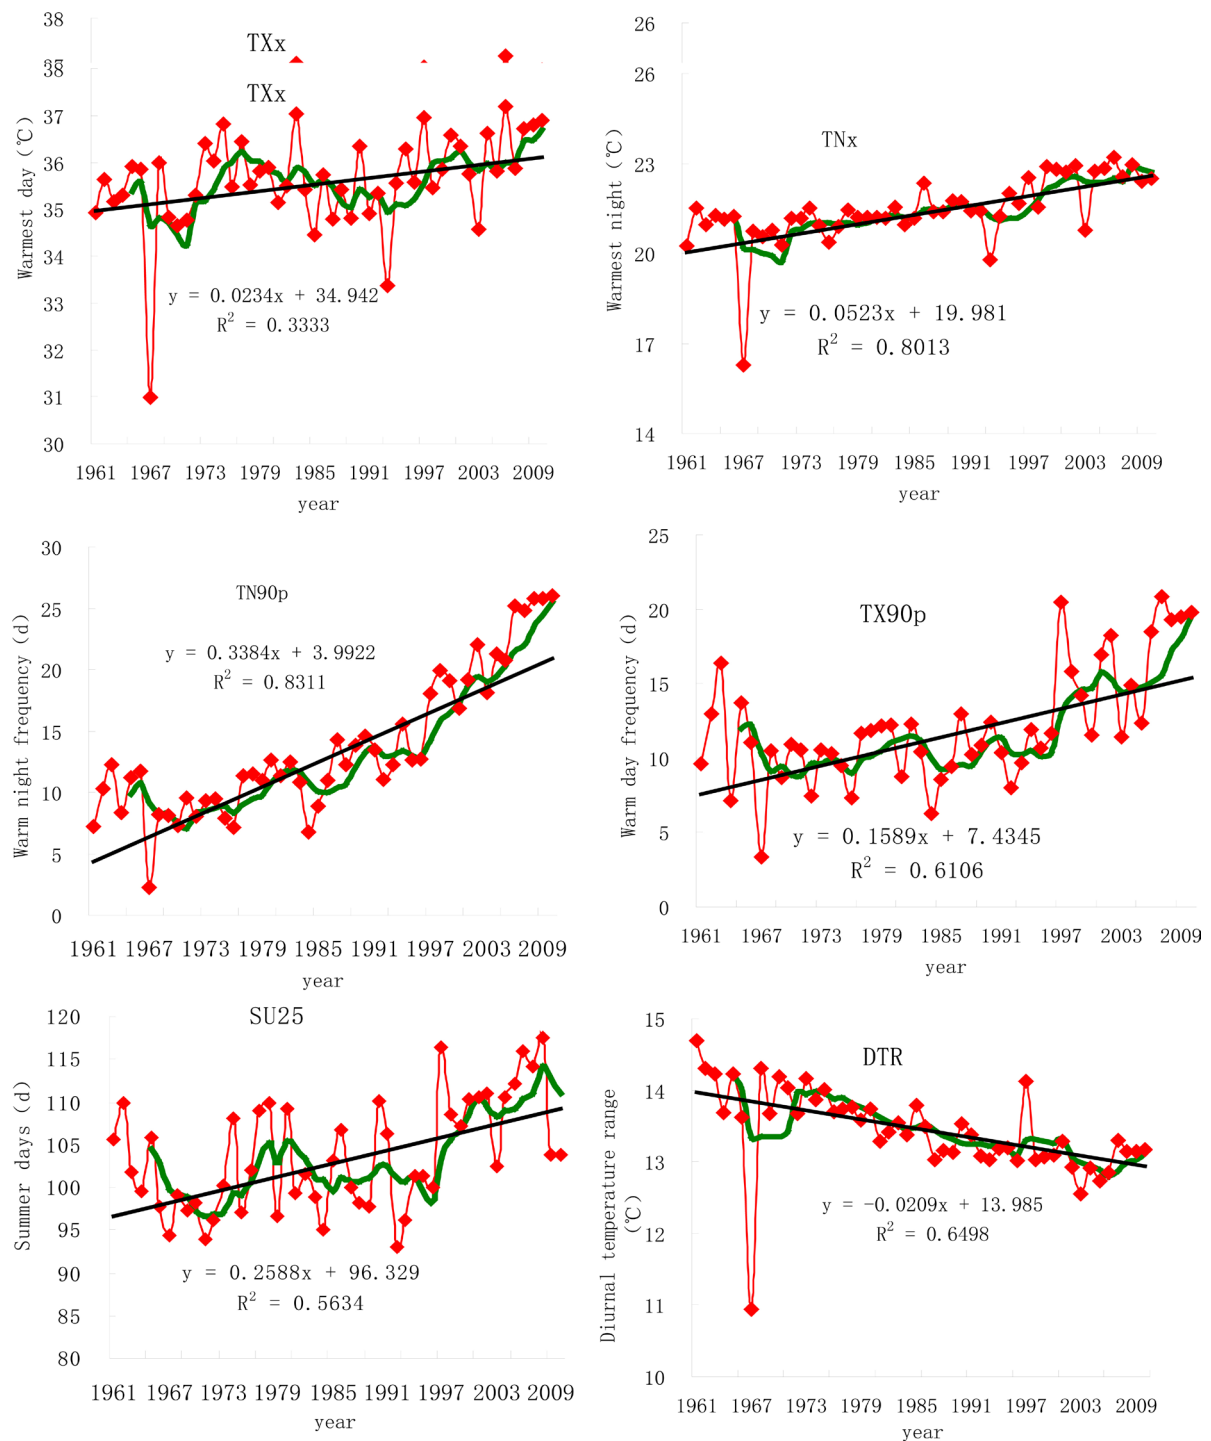 38
TXx
38
TXx
37
36
35
34
33
32
31
30
Warmest day (℃)
y = 0.0234x + 34.942
R² = 0.3333
1961 1967 1973 1979 1985 1991 1997 2003 2009
year
26
26
23
20
17
14
Warmest night (℃)
TNx
y = 0.0523x + 19.981
R² = 0.8013
1961 1967 1973 1979 1985 1991 1997 2003 2009
year
30
25
20
15
10
5
0
Warm night frequency (d)
TN90p
y = 0.3384x + 3.9922
R² = 0.8311
1961 1967 1973 1979 1985 1991 1997 2003 2009
year
25
20
15
10
5
0
Warm day frequency (d)
TX90p
y = 0.1589x + 7.4345
R² = 0.6106
1961 1967 1973 1979 1985 1991 1997 2003 2009
year
SU25
120
115
110
105
100
95
90
85
80
Summer days (d)
y = 0.2588x + 96.329
R² = 0.5634
1961 1967 1973 1979 1985 1991 1997 2003 2009
year
15
14
13
12
11
10
Diurnal temperature range
(℃)
DTR
y = -0.0209x + 13.985
R² = 0.6498
1961 1967 1973 1979 1985 1991 1997 2003 2009
year